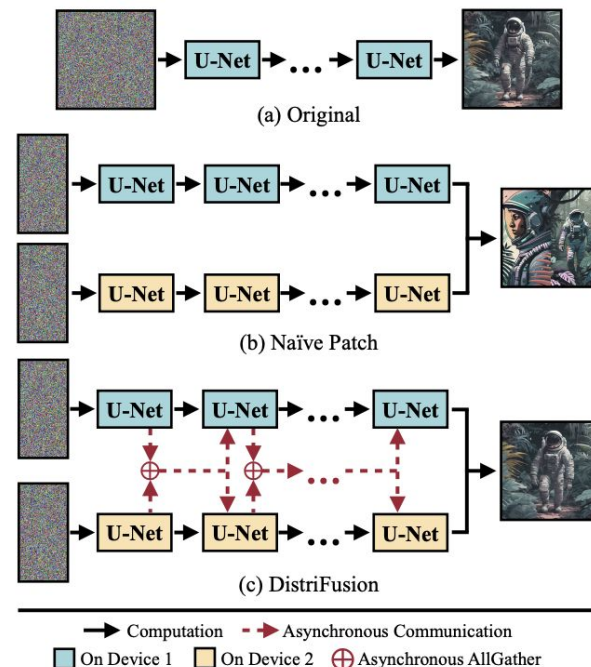 U-Net ... U-Net
(a) Original
U-Net U-Net ... U-Net
U-Net U-Net ... U-Net
(b) Naïve Patch
U-Net U-Net ... U-Net
...
U-Net U-Net ... U-Net
(c) DistriFusion
Computation Asynchronous Communication
On Device 1 On Device 2 Asynchronous AllGather